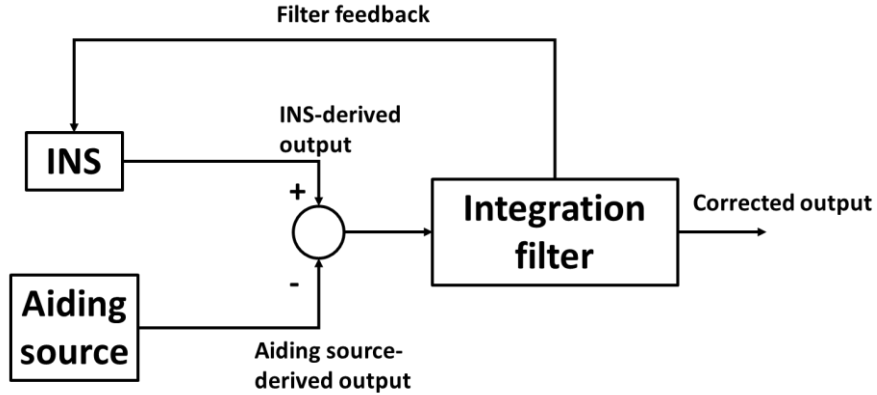 Filter feedback
INS-derived
output
INS
+
Integration
filter
Corrected output
-
Aiding
source
Aiding source-
derived output